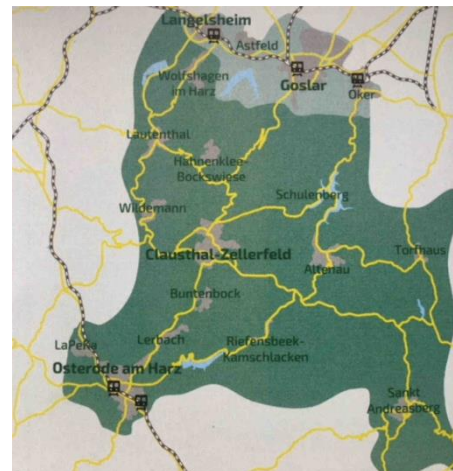 Langelsheim
Astfeld
Wolfshagen
im Harz
Goslar
Oker
Lautenthal
Hahnenklee-
Bockswiese
Schulenberg
Wildemann
Clausthal-Zellerfeld
Altenau
Torfhaus
Buntenbock
LaPeKa
Lerbach
Riefensbeek-
Kamschlacken
Osterode am Harz
Sankt
Andreasberg